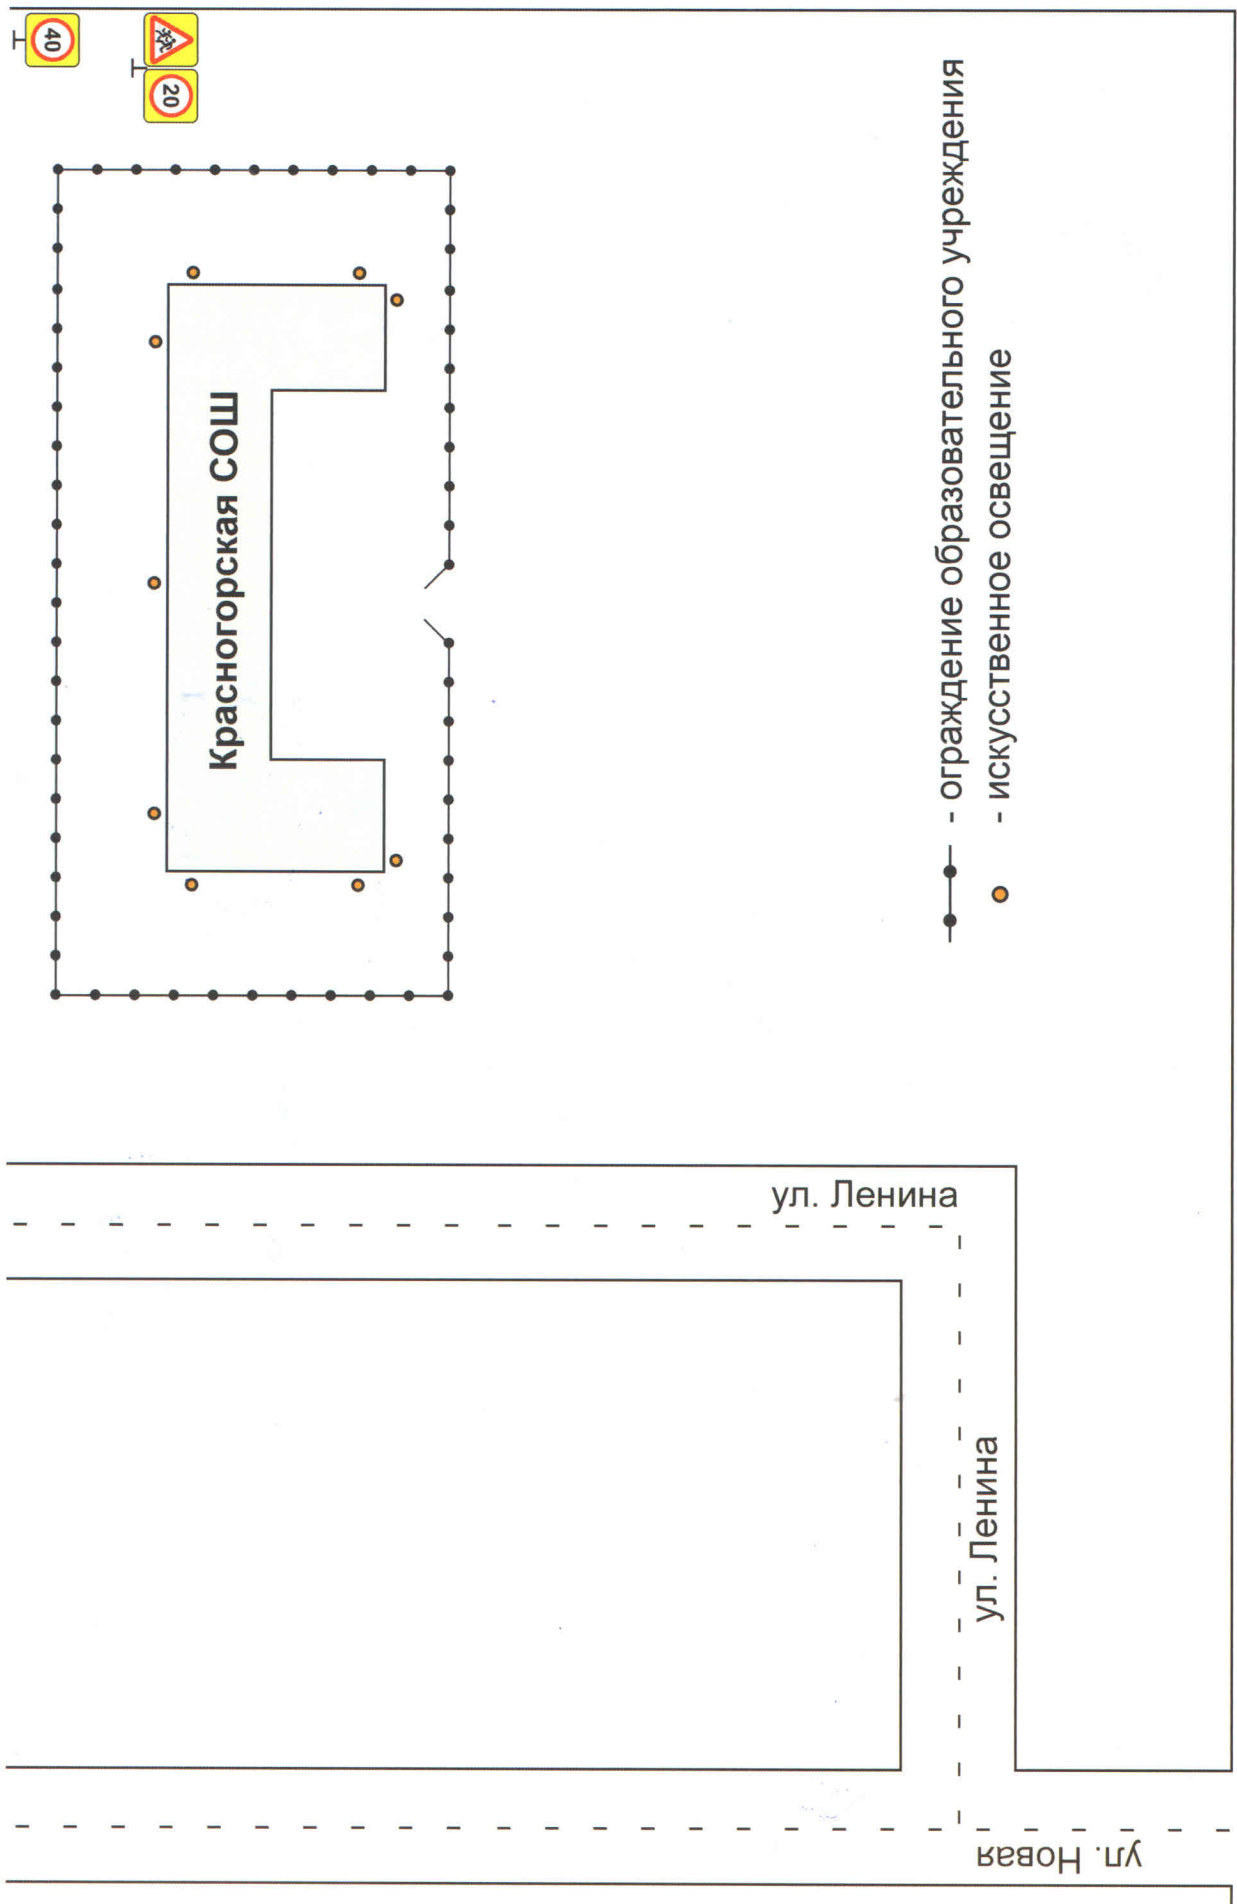 40
20
Красногорская СОШ
- ограждение образовательного учреждения
- искусственное освещение
ул. Ленина
ул. Ленина
ул. Новая